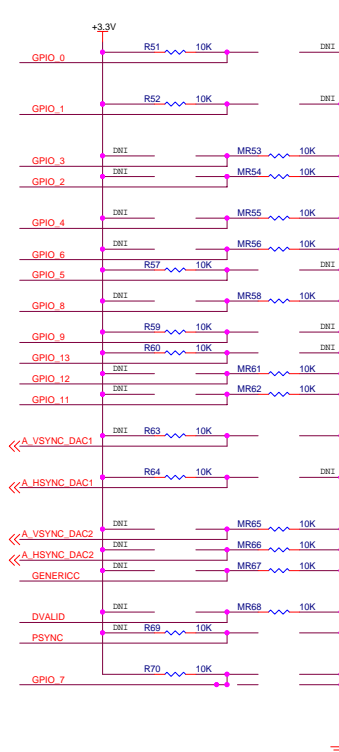 +3.3V
R51 10K DNI
GPIO_0
R52 10K DNI
GPIO_1
DNI MR53 10K
GPIO_3
DNI MR54 10K
GPIO_2
DNI MR55 10K
GPIO_4
DNI MR56 10K
GPIO_6
R57 10K DNI
GPIO_5
DNI MR58 10K
GPIO_8
R59 10K DNI
GPIO_9
R60 10K DNI
GPIO_13
DNI MR61 10K
GPIO_12
DNI MR62 10K
GPIO_11
DNI R63 10K
A_VSYNC_DAC1
R64 10K DNI
A_HSYNC_DAC1
DNI MR65 10K
A_VSYNC_DAC2
DNI MR66 10K
A_HSYNC_DAC2
DNI MR67 10K
GENERICC
DNI MR68 10K
DVALID
DNI R69 10K
PSYNC
R70 10K
GPIO_7